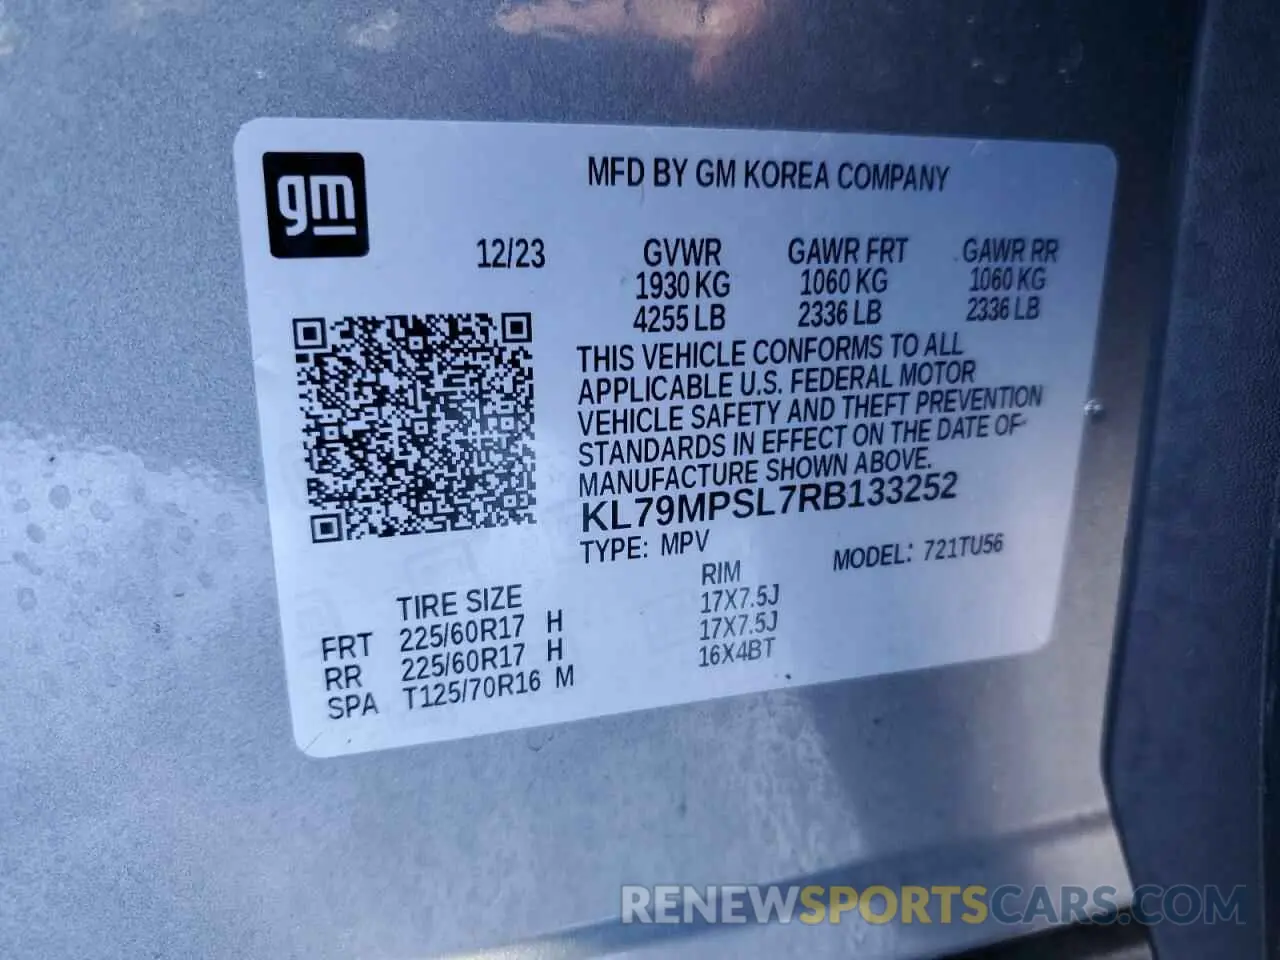 gm
MFD BY GM KOREA COMPANY
12/23 GVWR GAWR FRT GAWR RR
1930 KG 1060 KG 1060 KG
4255 LB 2336 LB 2336 LB
THIS VEHICLE CONFORMS TO ALL
APPLICABLE U.S. FEDERAL MOTOR
VEHICLE SAFETY AND THEFT PREVENTION
STANDARDS IN EFFECT ON THE DATE OF
MANUFACTURE SHOWN ABOVE.
KL79MPSL7RB133252
TYPE: MPV MODEL: 721TU56
TIRE SIZE RIM
FRT 225/60R17 H 17X7.5J
RR 225/60R17 H 17X7.5J
SPA T125/70R16 M 16X4BT
RENEWSPORTSCARS.COM